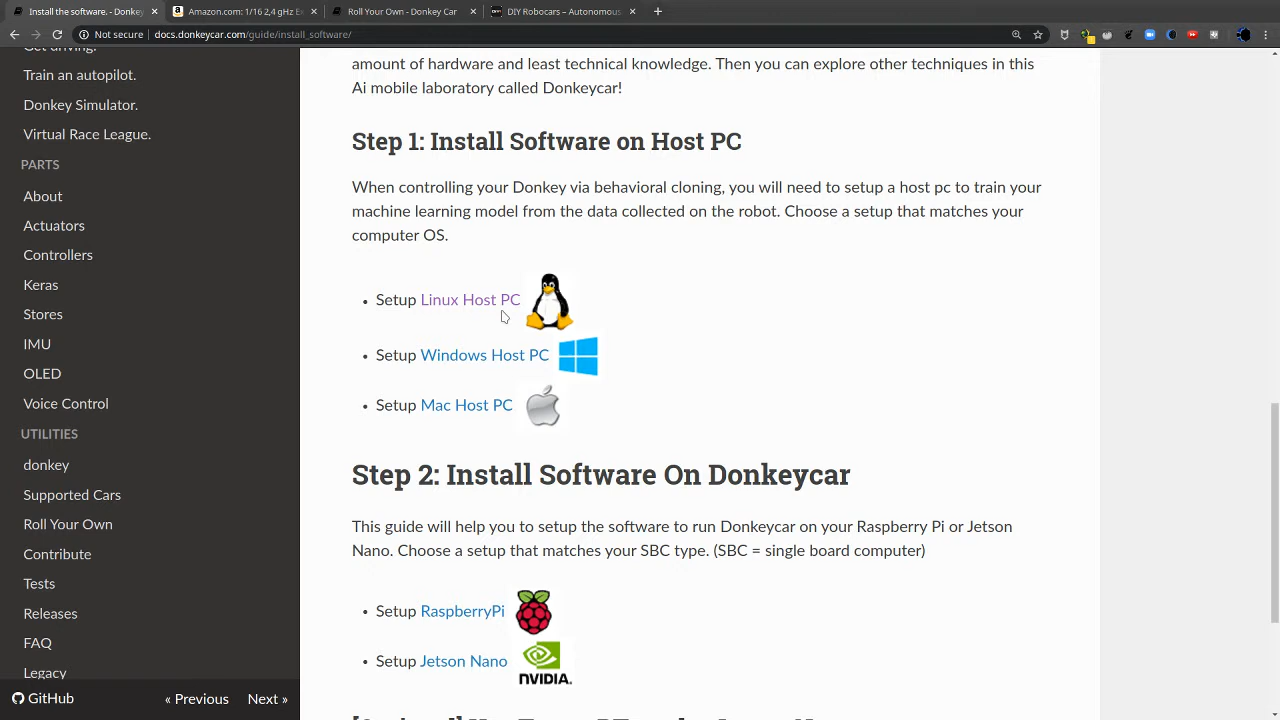 Install the software. - Donkey
Amazon.com: 1/16 2,4 gHz Ex
Roll Your Own - Donkey Car
DIY Robocars – Autonomous
Not secure
docs.donkeycar.com/guide/install_software/
Get driving.
Train an autopilot.
Donkey Simulator.
Virtual Race League.
PARTS
About
Actuators
Controllers
Keras
Stores
IMU
OLED
Voice Control
UTILITIES
donkey
Supported Cars
Roll Your Own
Contribute
Tests
Releases
FAQ
Legacy
GitHub
« Previous
Next »
amount of hardware and least technical knowledge. Then you can explore other techniques in this
Ai mobile laboratory called Donkeycar!
Step 1: Install Software on Host PC
When controlling your Donkey via behavioral cloning, you will need to setup a host pc to train your
machine learning model from the data collected on the robot. Choose a setup that matches your
computer OS.
• Setup Linux Host PC
• Setup Windows Host PC
• Setup Mac Host PC
Step 2: Install Software On Donkeycar
This guide will help you to setup the software to run Donkeycar on your Raspberry Pi or Jetson
Nano. Choose a setup that matches your SBC type. (SBC = single board computer)
• Setup RaspberryPi
• Setup Jetson Nano
NVIDIA.